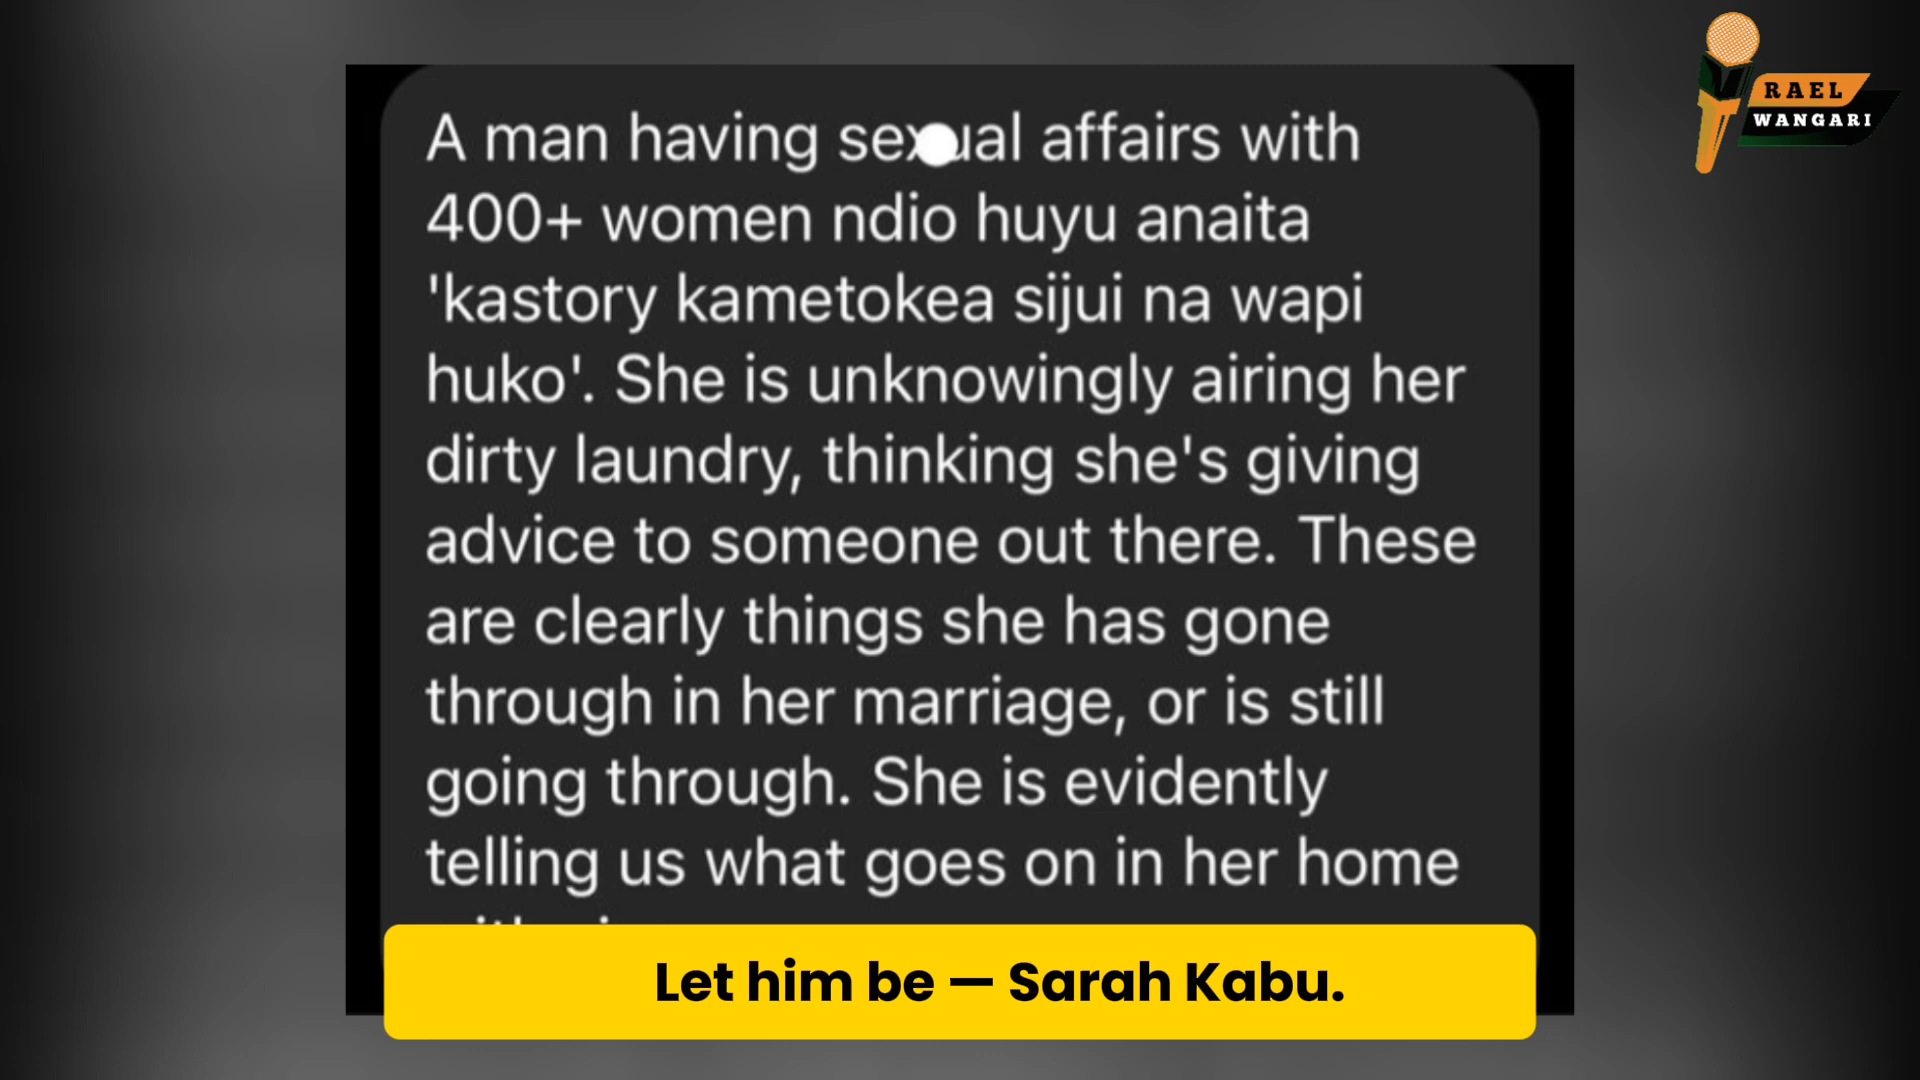 RAEL
WANGARI
A man having sexual affairs with
400+ women ndio huyu anaita
'kastory kametokea sijui na wapi
huko'. She is unknowingly airing her
dirty laundry, thinking she's giving
advice to someone out there. These
are clearly things she has gone
through in her marriage, or is still
going through. She is evidently
telling us what goes on in her home
Let him be — Sarah Kabu.